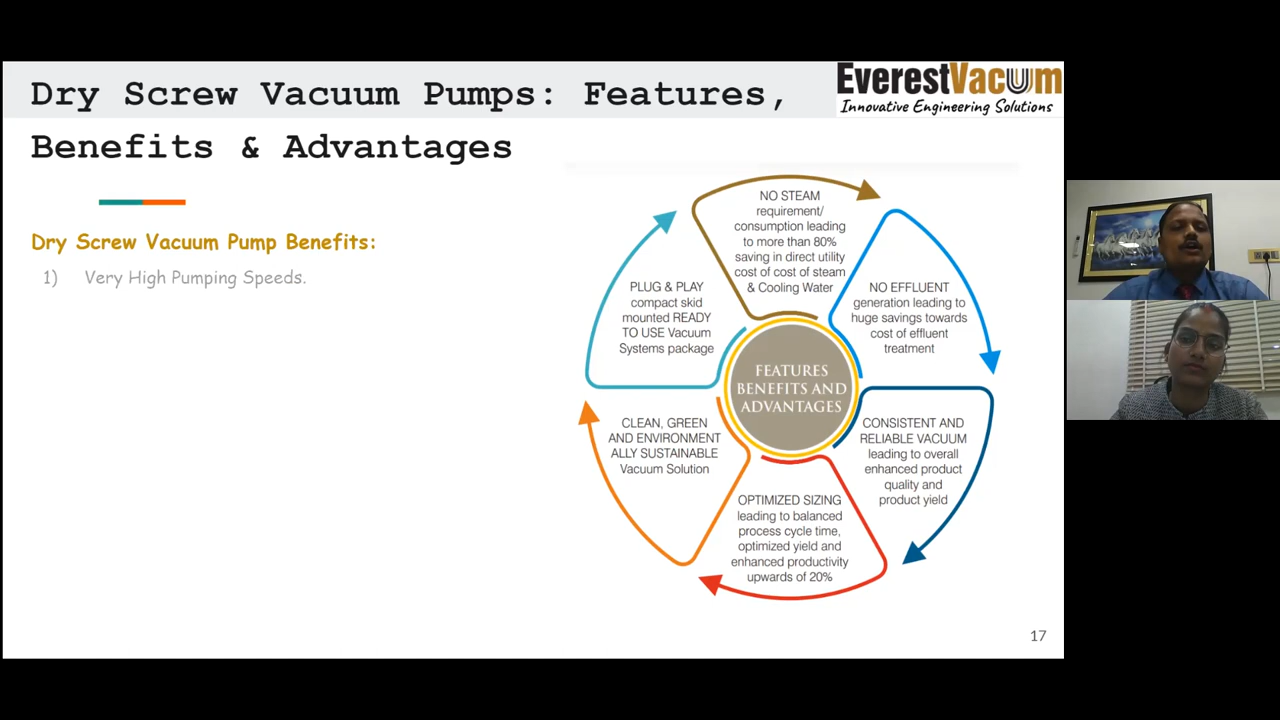 Dry Screw Vacuum Pumps: Features,
Benefits & Advantages
EverestVacuum
Innovative Engineering Solutions
Dry Screw Vacuum Pump Benefits:
1) Very High Pumping Speeds.
NO STEAM
requirement/
consumption leading
to more than 80%
saving in direct utility
cost of cost of steam
& Cooling Water
NO EFFLUENT
generation leading to
huge savings towards
cost of effluent
treatment
CONSISTENT AND
RELIABLE VACUUM
leading to overall
enhanced product
quality and
product yield
OPTIMIZED SIZING
leading to balanced
process cycle time,
optimized yield and
enhanced productivity
upwards of 20%
CLEAN, GREEN
AND ENVIRONMENT
ALLY SUSTAINABLE
Vacuum Solution
PLUG & PLAY
compact skid
mounted READY
TO USE Vacuum
Systems package
FEATURES
BENEFITS AND
ADVANTAGES
17